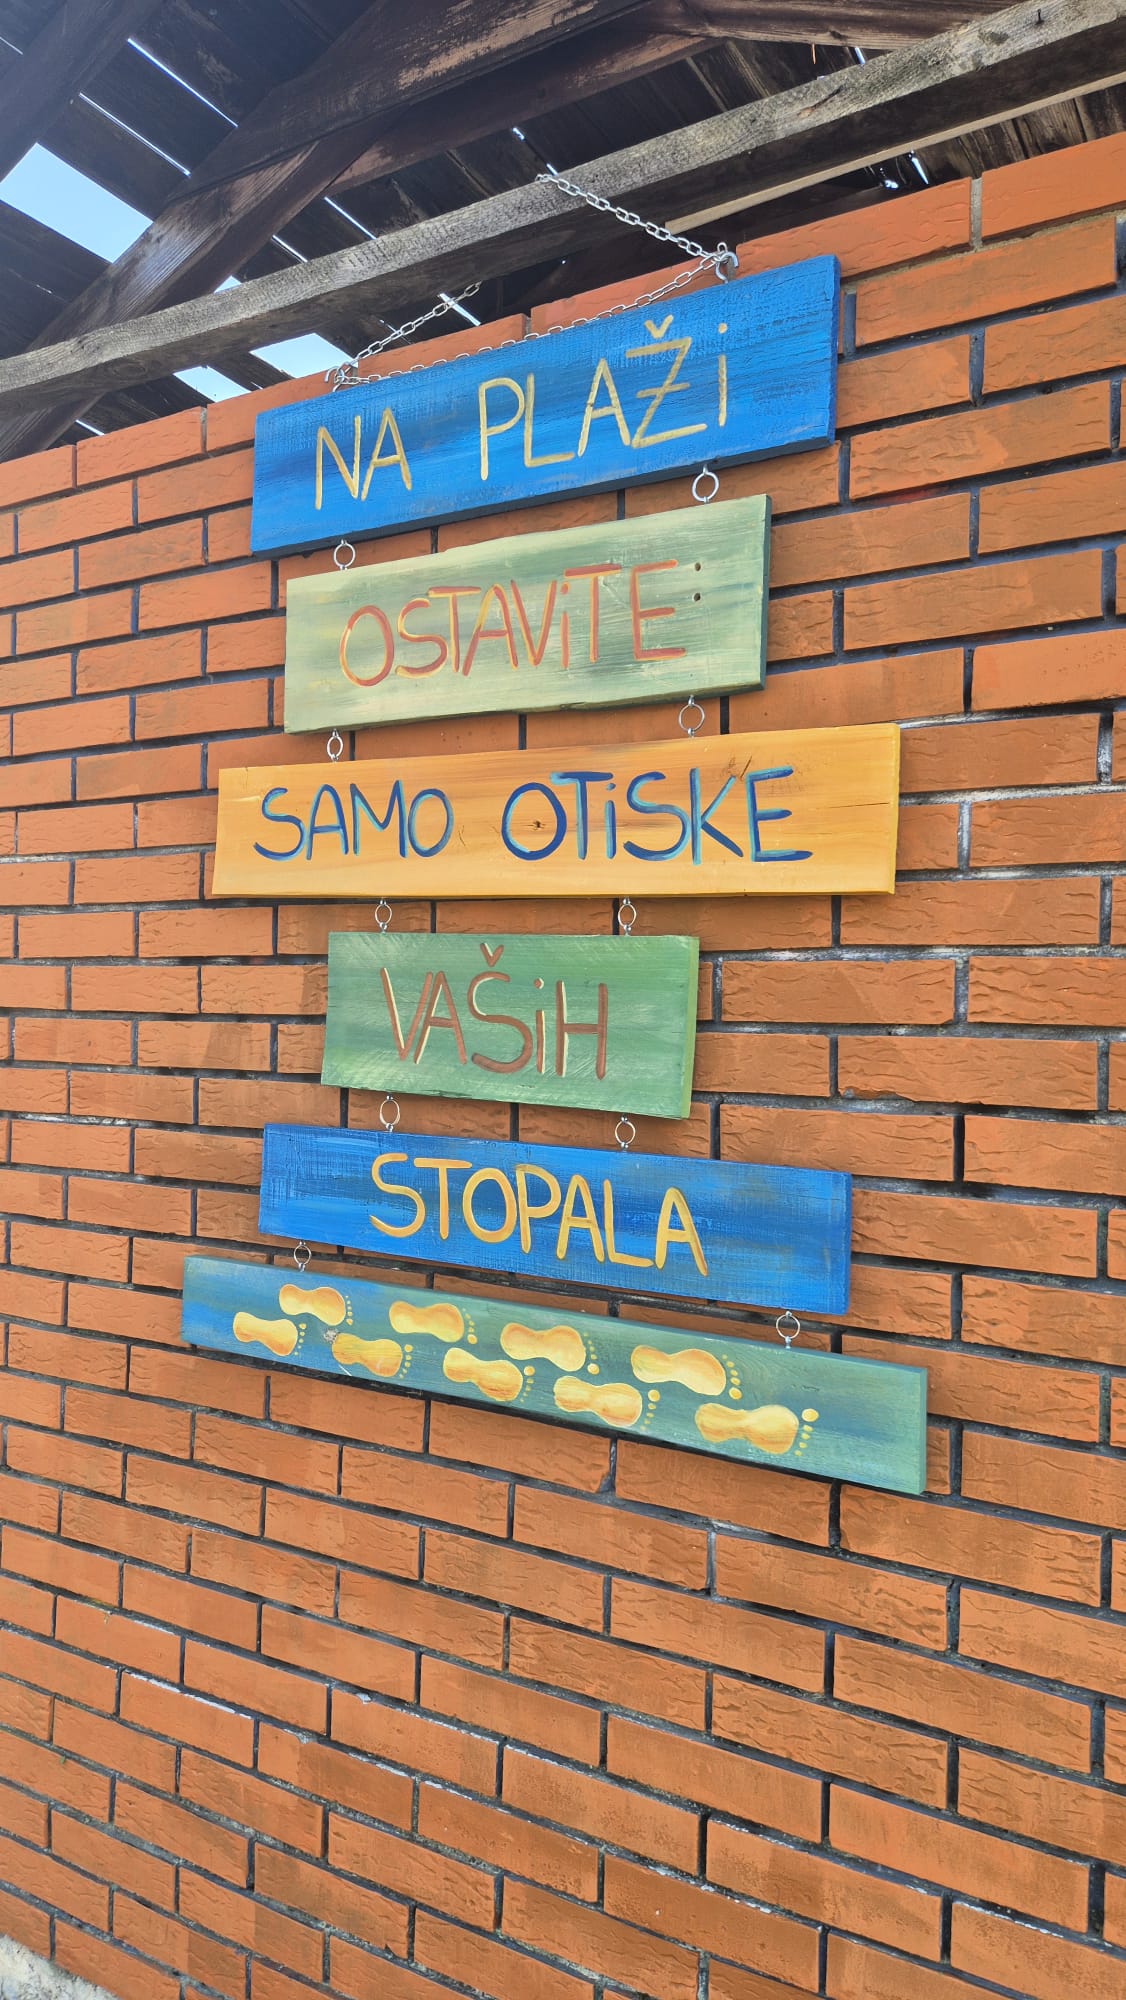 NA PLAŽI
OSTAVITE:
SAMO OTISKE
VAŠIH
STOPALA